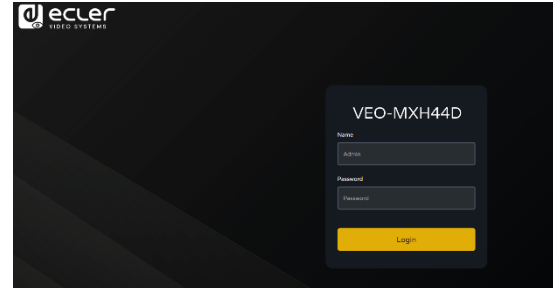 ecler
VIDEO SYSTEMS
VEO-MXH44D
Name
Admin
Password
Password
Login